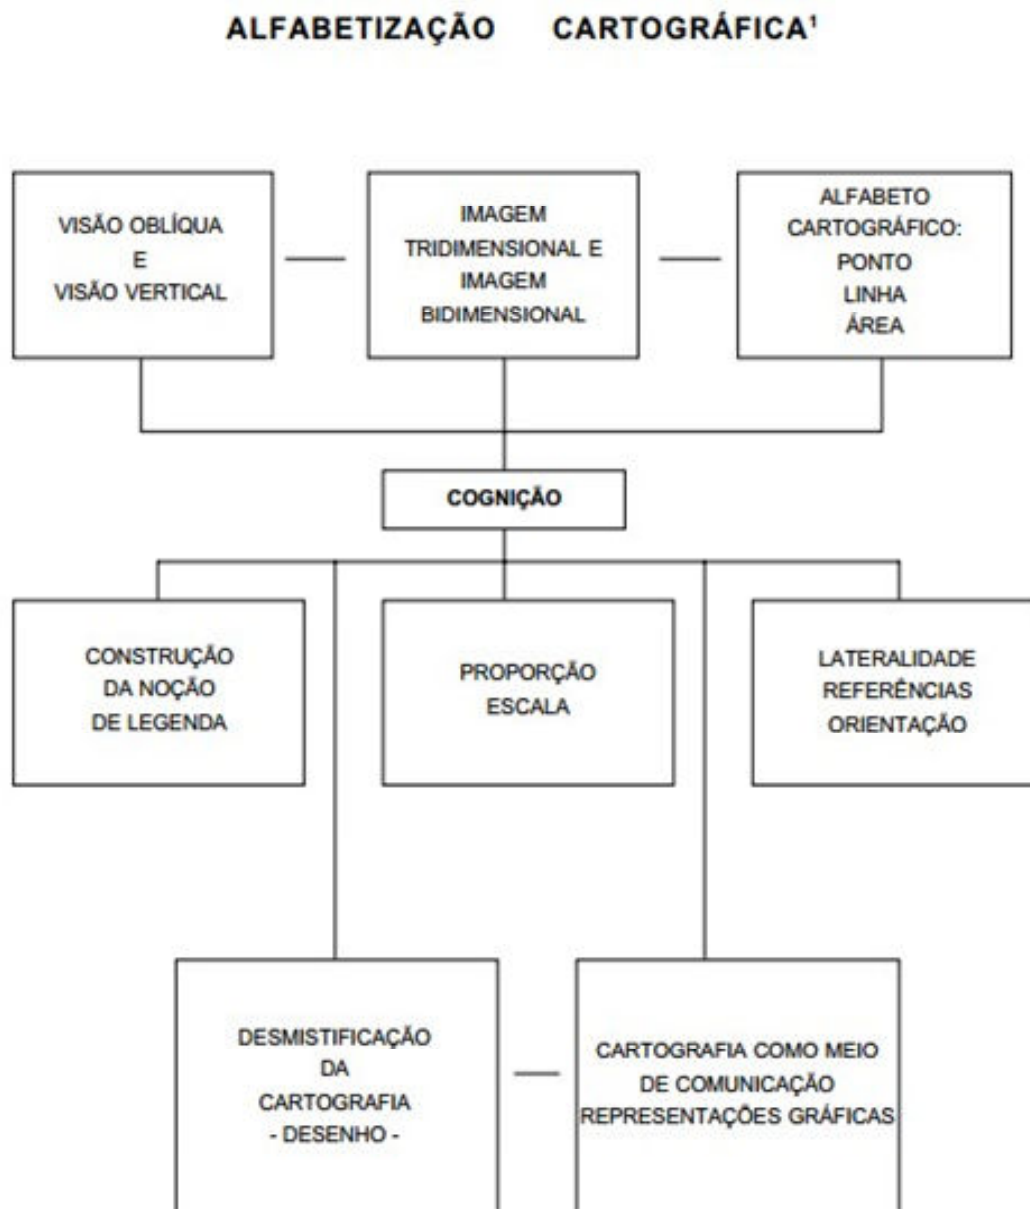 ALFABETIZAÇÃO CARTOGRÁFICA¹
VISÃO OBLÍQUA
E
VISÃO VERTICAL
IMAGEM
TRIDIMENSIONAL E
IMAGEM
BIDIMENSIONAL
ALFABETO
CARTOGRÁFICO:
PONTO
LINHA
ÁREA
COGNIÇÃO
CONSTRUÇÃO
DA NOÇÃO
DE LEGENDA
PROPORÇÃO
ESCALA
LATERALIDADE
REFERÊNCIAS
ORIENTAÇÃO
DESMISTIFICAÇÃO
DA
CARTOGRAFIA
- DESENHO -
CARTOGRAFIA COMO MEIO
DE COMUNICAÇÃO
REPRESENTAÇÕES GRÁFICAS